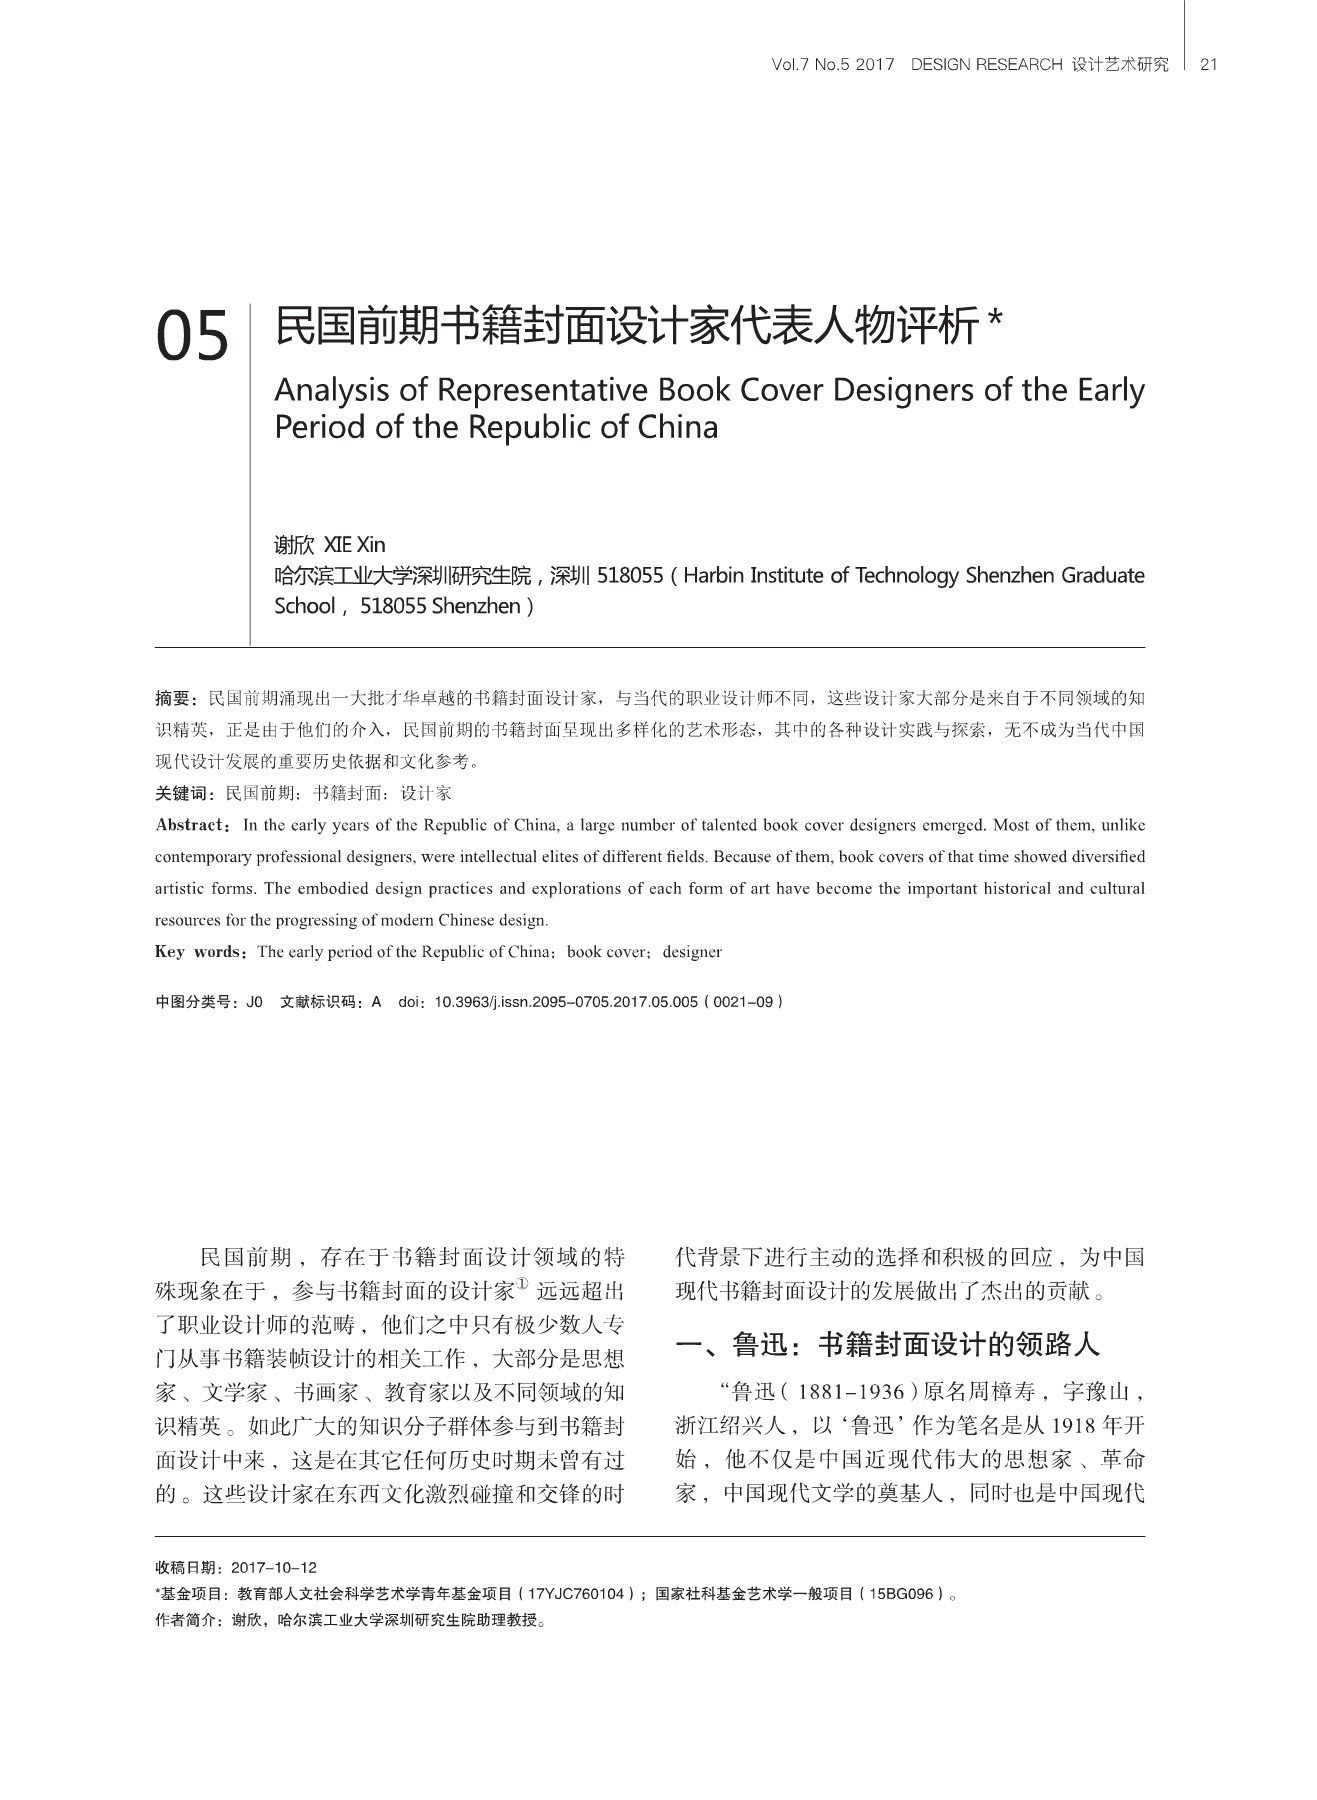 Vol.7 No.5 2017 DESIGN RESEARCH 设计艺术研究 21
05
民国前期书籍封面设计家代表人物评析*
Analysis of Representative Book Cover Designers of the Early
Period of the Republic of China
谢欣 XIE Xin
哈尔滨工业大学深圳研究生院，深圳 518055（Harbin Institute of Technology Shenzhen Graduate
School， 518055 Shenzhen）
摘要：民国前期涌现出一大批才华卓越的书籍封面设计家，与当代的职业设计师不同，这些设计家大部分是来自于不同领域的知
识精英，正是由于他们的介入，民国前期的书籍封面呈现出多样化的艺术形态，其中的各种设计实践与探索，无不成为当代中国
现代设计发展的重要历史依据和文化参考。
关键词：民国前期；书籍封面；设计家
Abstract：In the early years of the Republic of China, a large number of talented book cover designers emerged. Most of them, unlike
contemporary professional designers, were intellectual elites of different fields. Because of them, book covers of that time showed diversified
artistic forms. The embodied design practices and explorations of each form of art have become the important historical and cultural
resources for the progressing of modern Chinese design.
Key words：The early period of the Republic of China；book cover；designer
中图分类号：J0 文献标识码：A doi：10.3963/j.issn.2095-0705.2017.05.005（0021-09）
民国前期，存在于书籍封面设计领域的特
殊现象在于，参与书籍封面的设计家① 远远超出
了职业设计师的范畴，他们之中只有极少数人专
门从事书籍装帧设计的相关工作，大部分是思想
家、文学家、书画家、教育家以及不同领域的知
识精英。如此广大的知识分子群体参与到书籍封
面设计中来，这是在其它任何历史时期未曾有过
的。这些设计家在东西文化激烈碰撞和交锋的时
代背景下进行主动的选择和积极的回应，为中国
现代书籍封面设计的发展做出了杰出的贡献。
一、鲁迅：书籍封面设计的领路人
“鲁迅（1881-1936）原名周樟寿，字豫山，
浙江绍兴人，以‘鲁迅’作为笔名是从 1918 年开
始，他不仅是中国近现代伟大的思想家、革命
家，中国现代文学的奠基人，同时也是中国现代
收稿日期：2017-10-12
*基金项目：教育部人文社会科学艺术学青年基金项目（17YJC760104）；国家社科基金艺术学一般项目（15BG096）。
作者简介：谢欣，哈尔滨工业大学深圳研究生院助理教授。